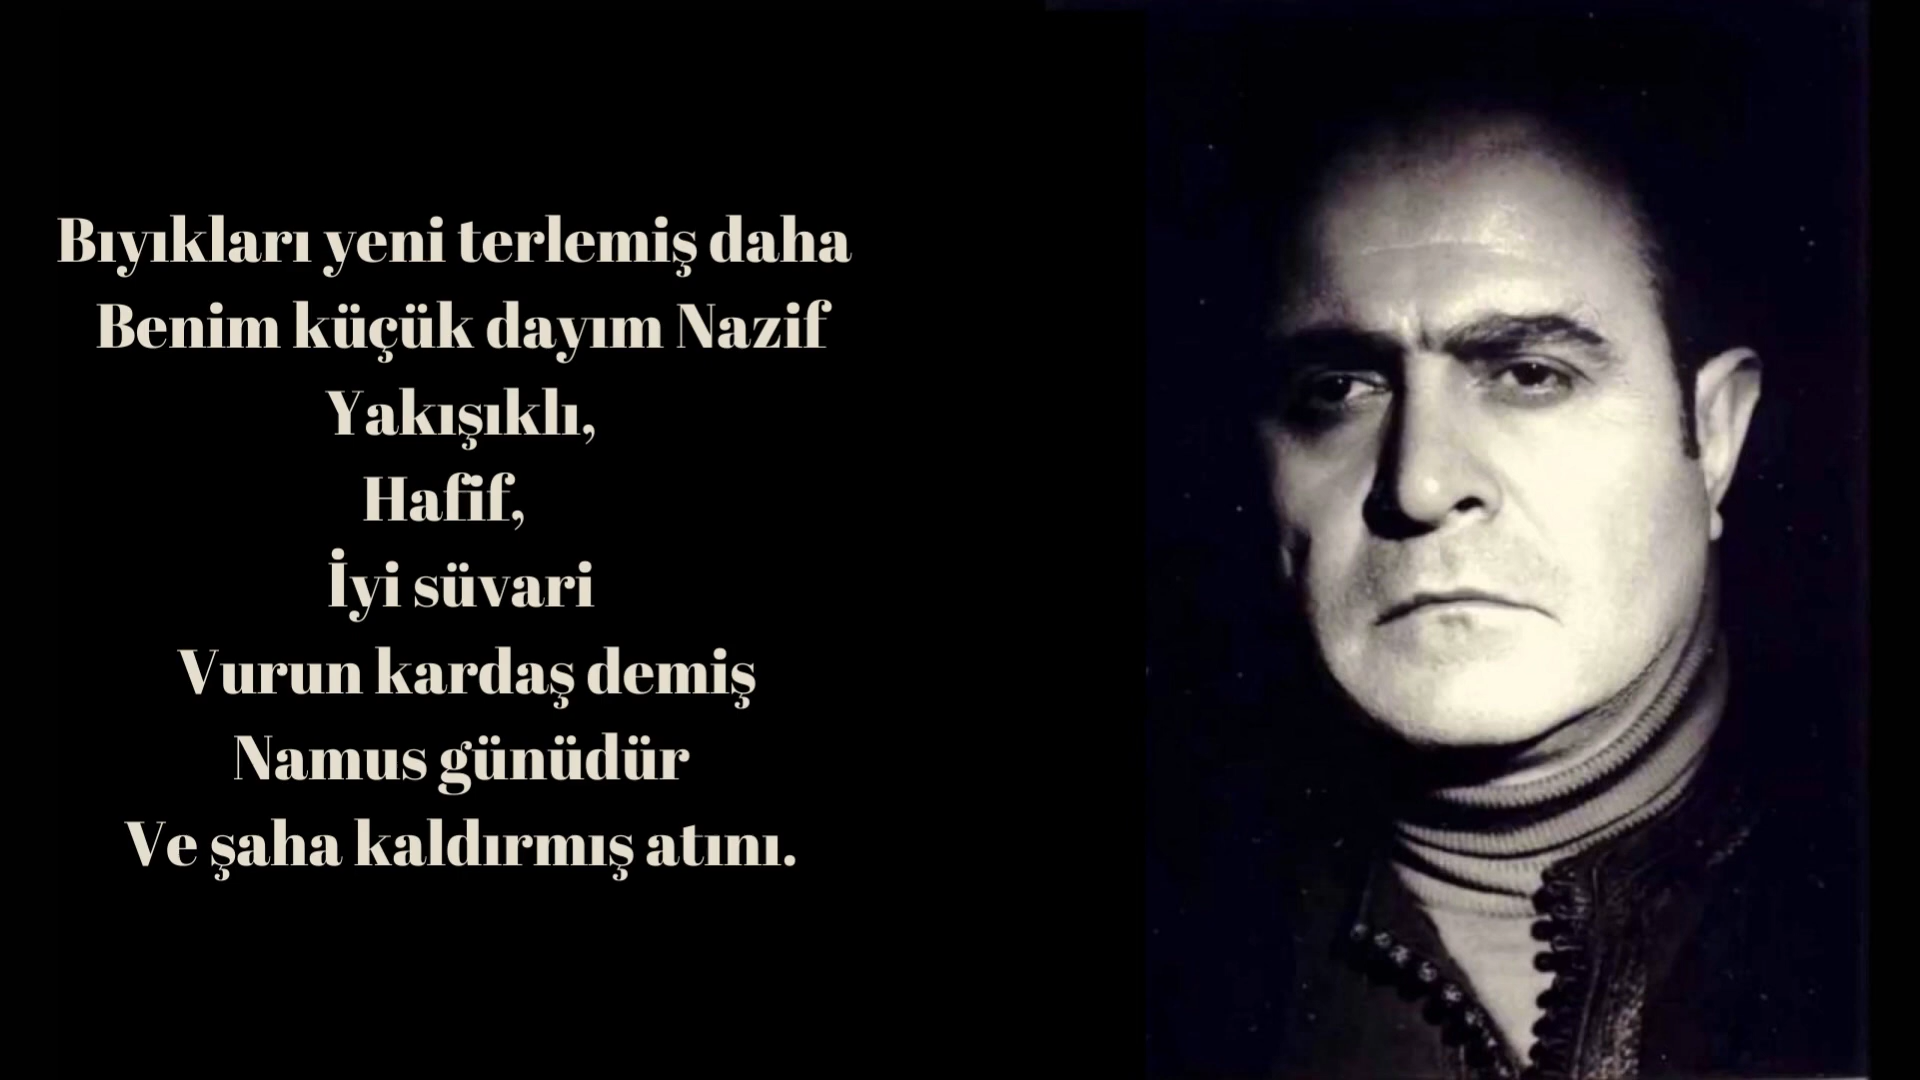 Bıyıkları yeni terlemiş daha
Benim küçük dayım Nazif
Yakışıklı,
Hafif,
İyi süvari
Vurun kardaş demiş
Namus günüdür
Ve şaha kaldırmış atını.